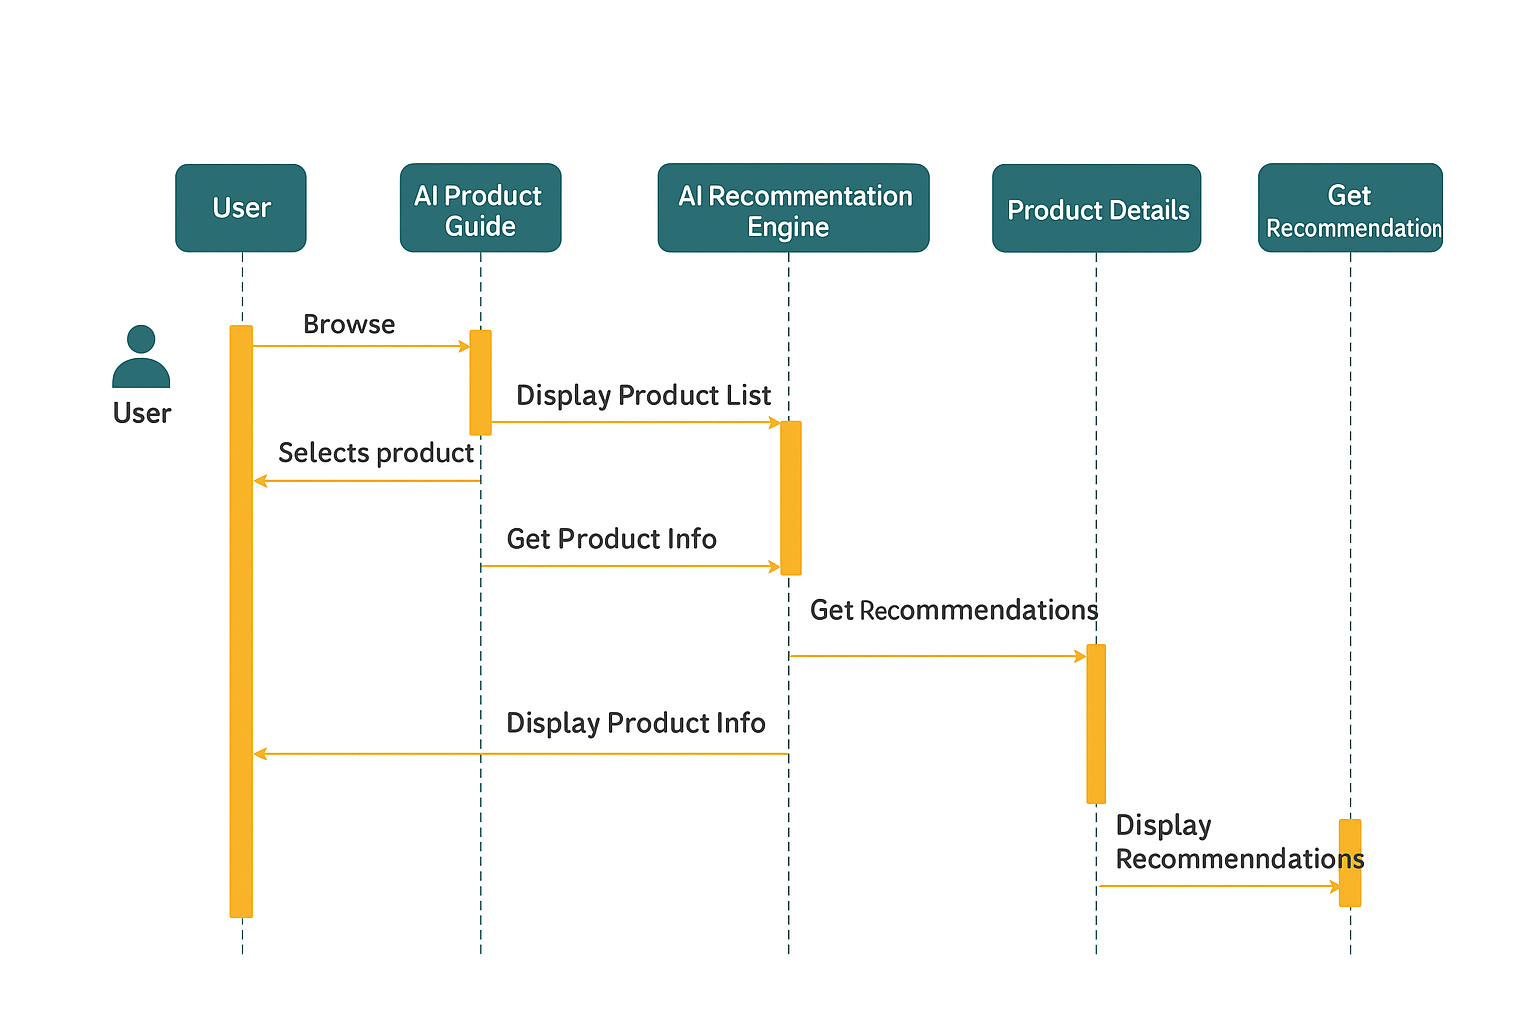 User
AI Product
Guide
AI Recommentation
Engine
Product Details
Get
Recommendation
Browse
User
Display Product List
Selects product
Get Product Info
Get Recommendations
Display Product Info
Display
Recommenndations